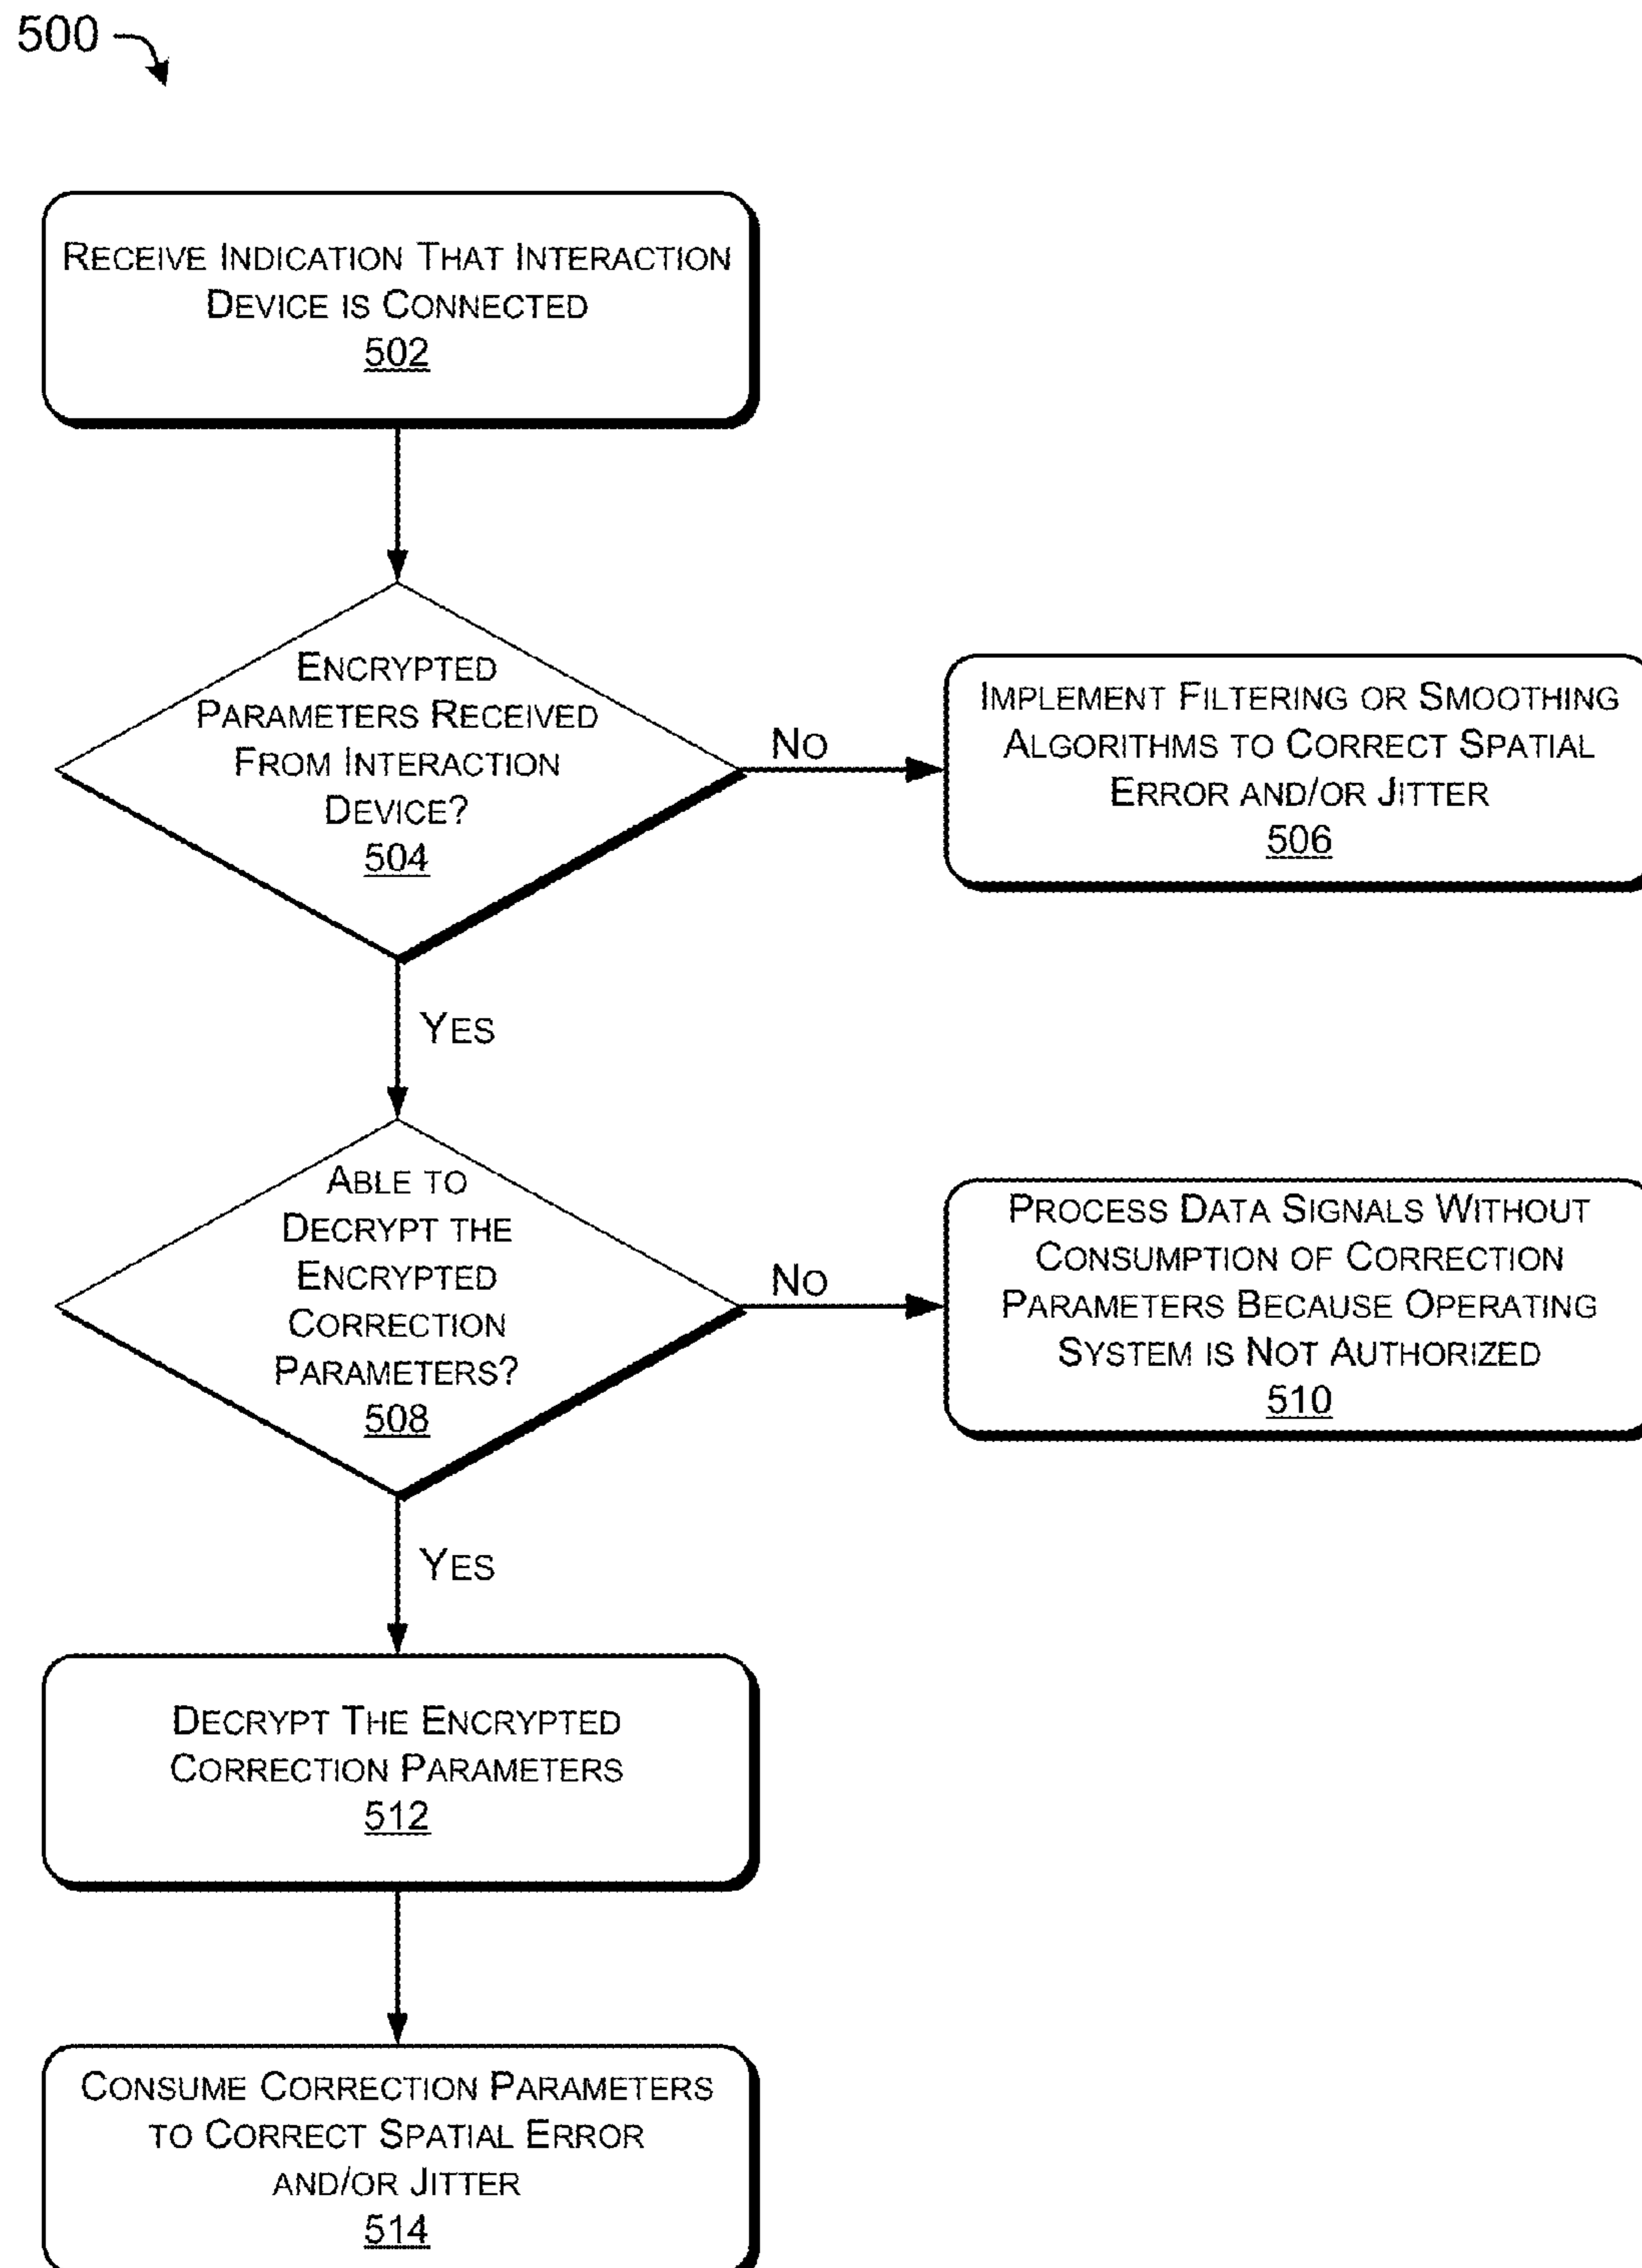 500
RECEIVE INDICATION THAT INTERACTION
DEVICE IS CONNECTED
502
ENCRYPTED
PARAMETERS RECEIVED
FROM INTERACTION
DEVICE?
504
NO
IMPLEMENT FILTERING OR SMOOTHING
ALGORITHMS TO CORRECT SPATIAL
ERROR AND/OR JITTER
506
YES
ABLE TO
DECRYPT THE
ENCRYPTED
CORRECTION
PARAMETERS?
508
NO
PROCESS DATA SIGNALS WITHOUT
CONSUMPTION OF CORRECTION
PARAMETERS BECAUSE OPERATING
SYSTEM IS NOT AUTHORIZED
510
YES
DECRYPT THE ENCRYPTED
CORRECTION PARAMETERS
512
CONSUME CORRECTION PARAMETERS
TO CORRECT SPATIAL ERROR
AND/OR JITTER
514